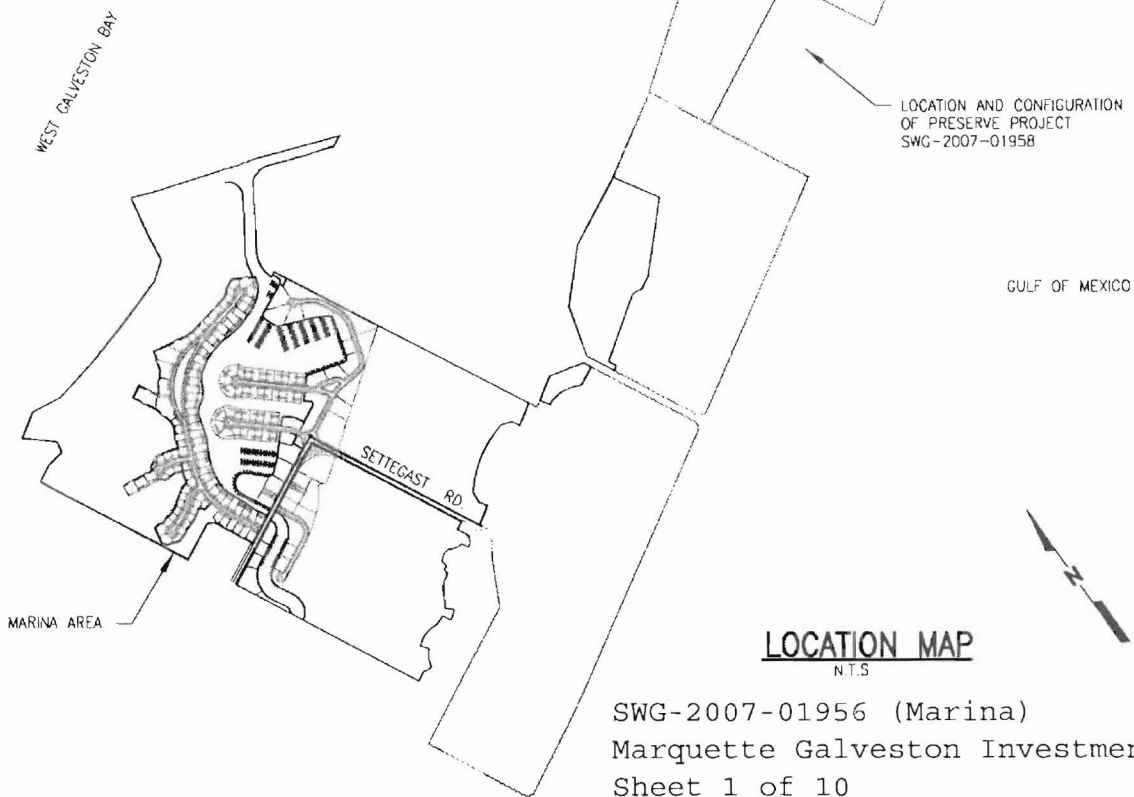 WEST GALVESTON BAY
LOCATION AND CONFIGURATION
OF PRESERVE PROJECT
SWG-2007-01958
GULF OF MEXICO
SETTEGAST RD
MARINA AREA
N
LOCATION MAP
N.T.S
SWG-2007-01956 (Marina)
Marquette Galveston Investmen
Sheet 1 of 10